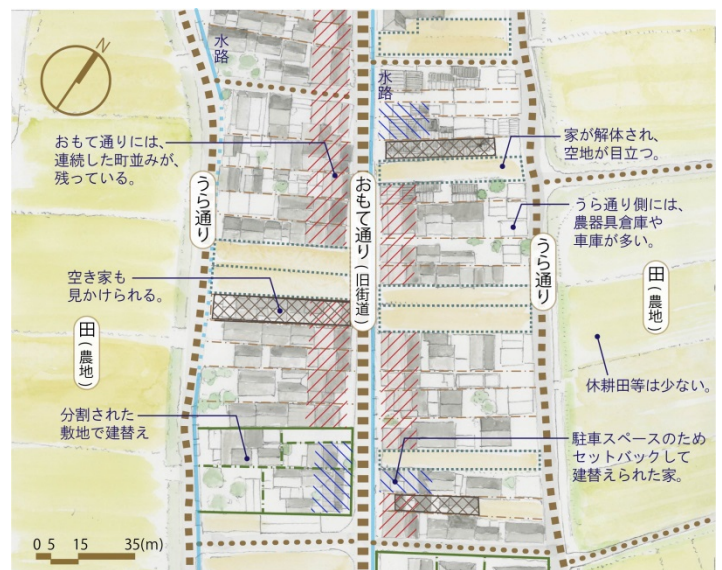 N
水路
水路
おもて通りには、
連続した町並みが、
残っている。
家が解体され、
空地が目立つ。
うら通り
おもて通り(旧街道)
うら通り側には、
農器具倉庫や
車庫が多い。
うら通り
空き家も
見かけられる。
田(農地)
田(農地)
休耕田等は少ない。
分割された
敷地で建替え
駐車スペースのため
セットバックして
建替えられた家。
0 5 15 35(m)